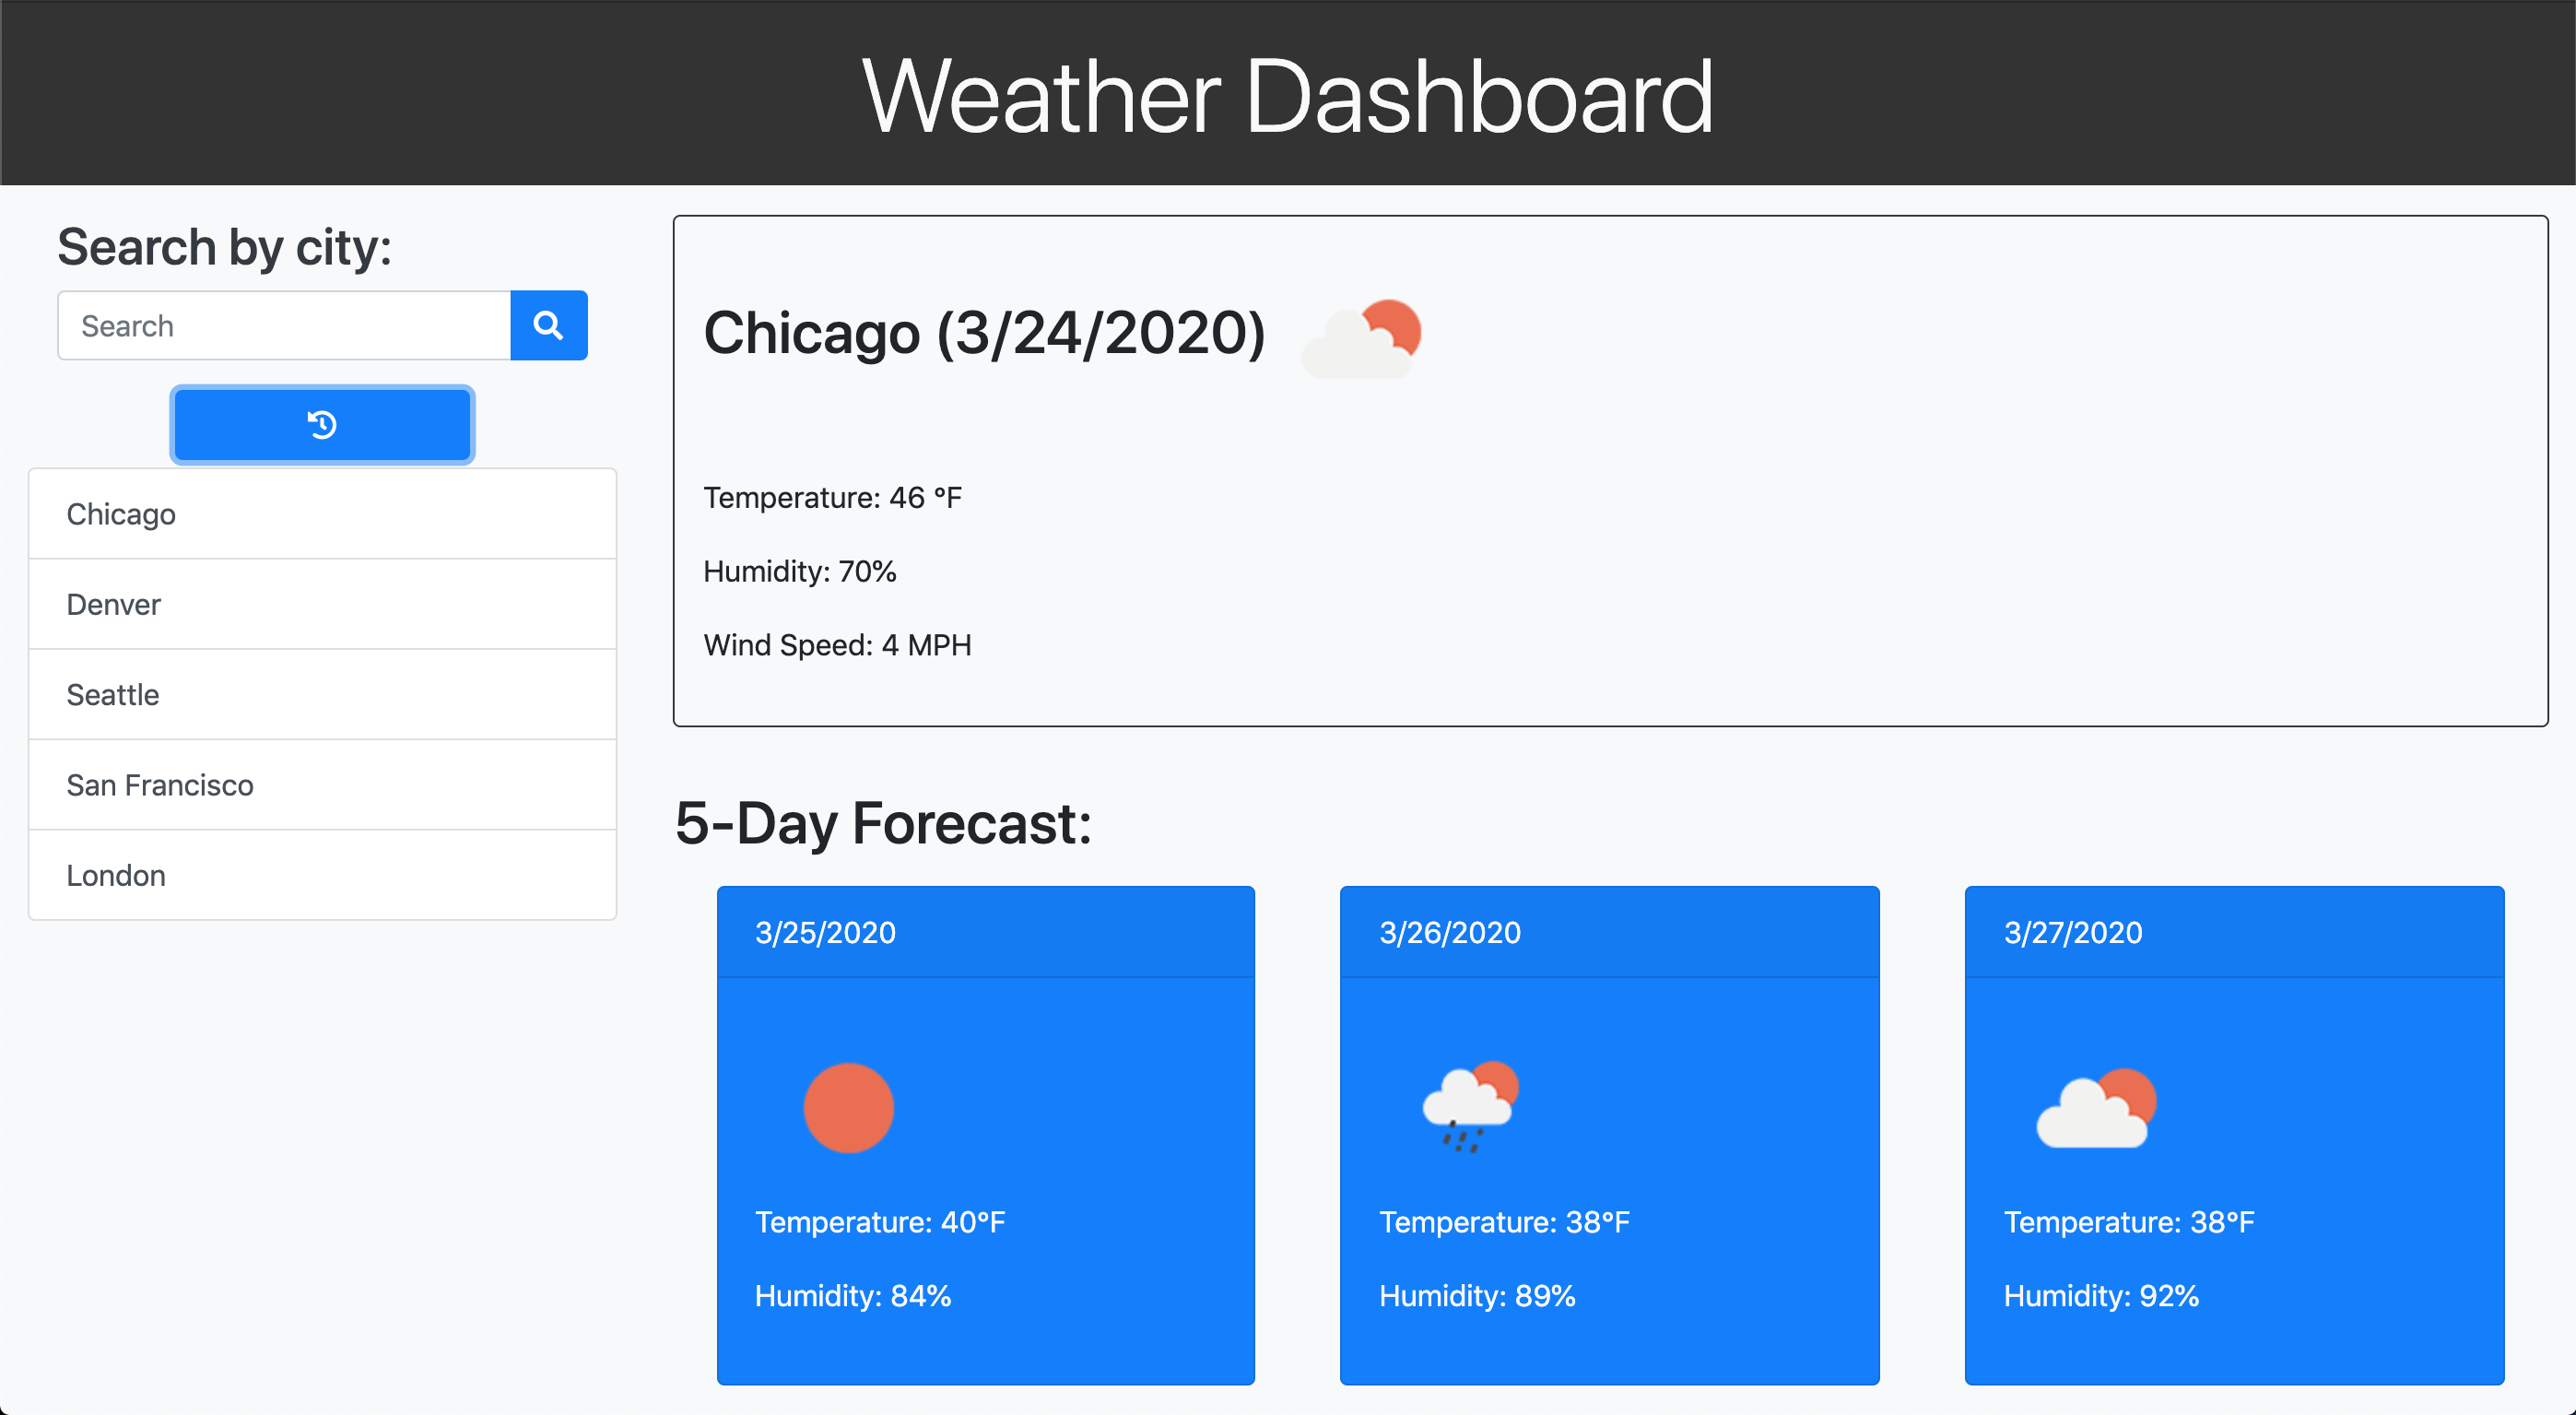 Weather Dashboard
Search by city:
Search
Chicago
Denver
Seattle
San Francisco
London
Chicago (3/24/2020)
Temperature: 46 °F
Humidity: 70%
Wind Speed: 4 MPH
5-Day Forecast:
3/25/2020
Temperature: 40°F
Humidity: 84%
3/26/2020
Temperature: 38°F
Humidity: 89%
3/27/2020
Temperature: 38°F
Humidity: 92%